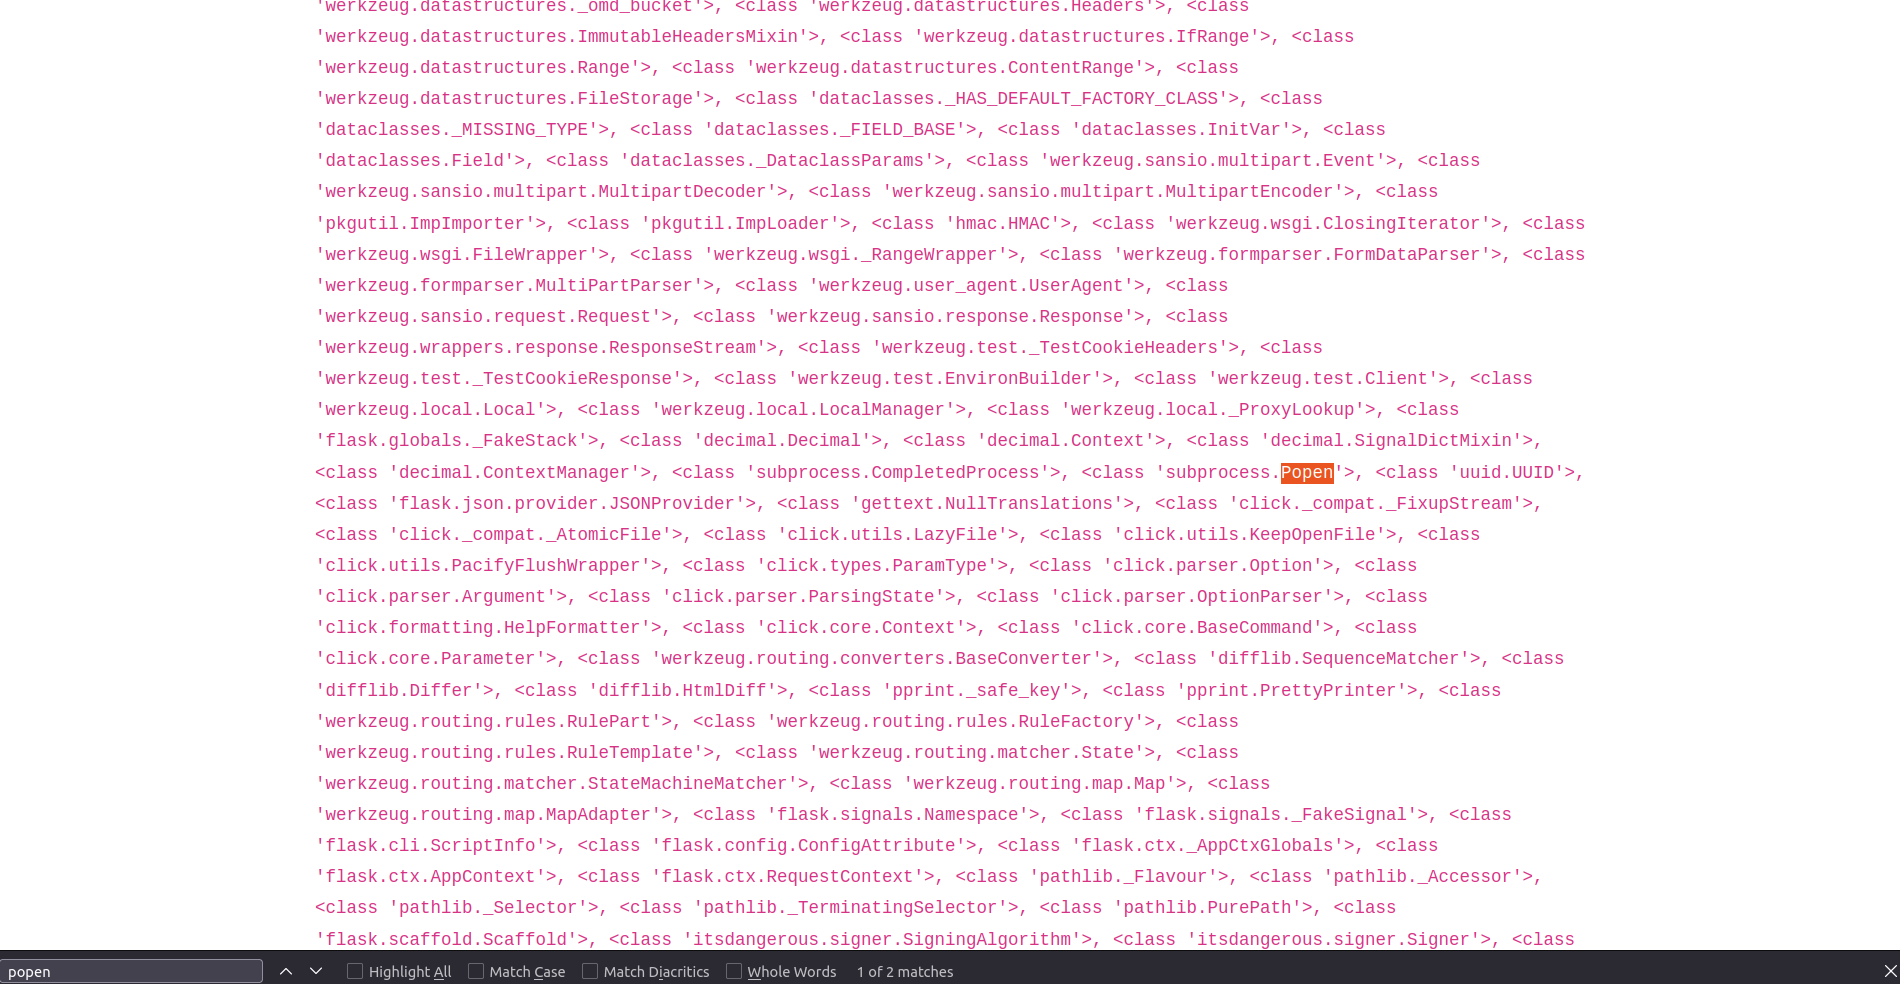 'werkzeug.datastructures._omd_bucket'>, <class 'werkzeug.datastructures.Headers'>, <class
'werkzeug.datastructures.ImmutableHeadersMixin'>, <class 'werkzeug.datastructures.IfRange'>, <class
'werkzeug.datastructures.Range'>, <class 'werkzeug.datastructures.ContentRange'>, <class
'werkzeug.datastructures.FileStorage'>, <class 'dataclasses._HAS_DEFAULT_FACTORY_CLASS'>, <class
'dataclasses._MISSING_TYPE'>, <class 'dataclasses._FIELD_BASE'>, <class 'dataclasses.InitVar'>, <class
'dataclasses.Field'>, <class 'dataclasses._DataclassParams'>, <class 'werkzeug.sansio.multipart.Event'>, <class
'werkzeug.sansio.multipart.MultipartDecoder'>, <class 'werkzeug.sansio.multipart.MultipartEncoder'>, <class
'pkgutil.ImpImporter'>, <class 'pkgutil.ImpLoader'>, <class 'hmac.HMAC'>, <class 'werkzeug.wsgi.ClosingIterator'>, <class
'werkzeug.wsgi.FileWrapper'>, <class 'werkzeug.wsgi._RangeWrapper'>, <class 'werkzeug.formparser.FormDataParser'>, <class
'werkzeug.formparser.MultiPartParser'>, <class 'werkzeug.user_agent.UserAgent'>, <class
'werkzeug.sansio.request.Request'>, <class 'werkzeug.sansio.response.Response'>, <class
'werkzeug.wrappers.response.ResponseStream'>, <class 'werkzeug.test._TestCookieHeaders'>, <class
'werkzeug.test._TestCookieResponse'>, <class 'werkzeug.test.EnvironBuilder'>, <class 'werkzeug.test.Client'>, <class
'werkzeug.local.Local'>, <class 'werkzeug.local.LocalManager'>, <class 'werkzeug.local._ProxyLookup'>, <class
'flask.globals._FakeStack'>, <class 'decimal.Decimal'>, <class 'decimal.Context'>, <class 'decimal.SignalDictMixin'>,
<class 'decimal.ContextManager'>, <class 'subprocess.CompletedProcess'>, <class 'subprocess.Popen'>, <class 'uuid.UUID'>,
<class 'flask.json.provider.JSONProvider'>, <class 'gettext.NullTranslations'>, <class 'click._compat._FixupStream'>,
<class 'click._compat._AtomicFile'>, <class 'click.utils.LazyFile'>, <class 'click.utils.KeepOpenFile'>, <class
'click.utils.PacifyFlushWrapper'>, <class 'click.types.ParamType'>, <class 'click.parser.Option'>, <class
'click.parser.Argument'>, <class 'click.parser.ParsingState'>, <class 'click.parser.OptionParser'>, <class
'click.formatting.HelpFormatter'>, <class 'click.core.Context'>, <class 'click.core.BaseCommand'>, <class
'click.core.Parameter'>, <class 'werkzeug.routing.converters.BaseConverter'>, <class 'difflib.SequenceMatcher'>, <class
'difflib.Differ'>, <class 'difflib.HtmlDiff'>, <class 'pprint._safe_key'>, <class 'pprint.PrettyPrinter'>, <class
'werkzeug.routing.rules.RulePart'>, <class 'werkzeug.routing.rules.RuleFactory'>, <class
'werkzeug.routing.rules.RuleTemplate'>, <class 'werkzeug.routing.matcher.State'>, <class
'werkzeug.routing.matcher.StateMachineMatcher'>, <class 'werkzeug.routing.map.Map'>, <class
'werkzeug.routing.map.MapAdapter'>, <class 'flask.signals.Namespace'>, <class 'flask.signals._FakeSignal'>, <class
'flask.cli.ScriptInfo'>, <class 'flask.config.ConfigAttribute'>, <class 'flask.ctx._AppCtxGlobals'>, <class
'flask.ctx.AppContext'>, <class 'flask.ctx.RequestContext'>, <class 'pathlib._Flavour'>, <class 'pathlib._Accessor'>,
<class 'pathlib._Selector'>, <class 'pathlib._TerminatingSelector'>, <class 'pathlib.PurePath'>, <class
'flask.scaffold.Scaffold'>, <class 'itsdangerous.signer.SigningAlgorithm'>, <class 'itsdangerous.signer.Signer'>, <class
popen Highlight All Match Case Match Diacritics Whole Words 1 of 2 matches